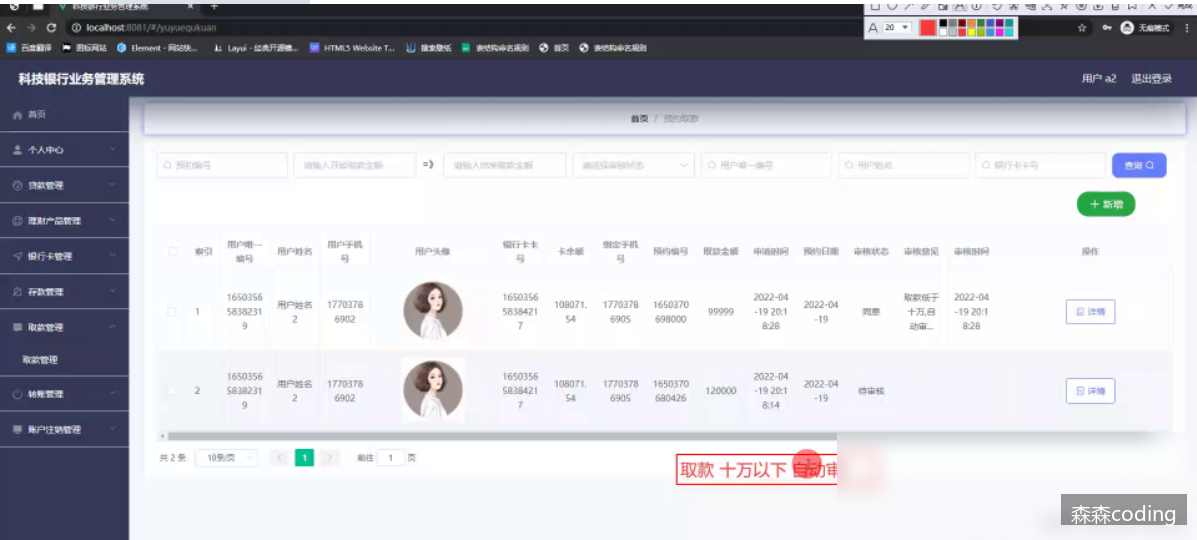 科技银行业务管理系统
localhost:8081/#/yuyuequkuan
A 20
无痕模式
百度翻译 图标网站 Element - 网站快... Layui - 经典开源模... HTML5 Website T... 搜索壁纸 表结构命名规则 首页 表结构命名规则
科技银行业务管理系统
用户 a2 退出登录
首页
个人中心
贷款管理
理财产品管理
银行卡管理
存款管理
取款管理
取款管理
转账管理
账户注销管理
首页 / 预约取款
预约编号 请输入开始取款金额 => 请输入结束取款金额 请选择审核状态 用户唯一编号 用户姓名 银行卡卡号 查询
+ 新增
索引 用户唯一编号 用户姓名 用户手机号 用户头像 银行卡卡号 卡余额 绑定手机号 预约编号 取款金额 申请时间 预约日期 审核状态 审核意见 审核时间 操作
1 165035658382319 用户姓名2 17703786902 165035658384217 108071.54 17703786905 1650370698000 99999 2022-04-19 20:18:28 2022-04-19 同意 取款低于十万,自动审... 2022-04-19 20:18:28 详情
2 165035658382319 用户姓名2 17703786902 165035658384217 108071.54 17703786905 1650370680426 120000 2022-04-19 20:18:14 2022-04-19 待审核 详情
共 2 条 10条/页 1 前往 1 页
取款 十万以下 自动审
森森coding